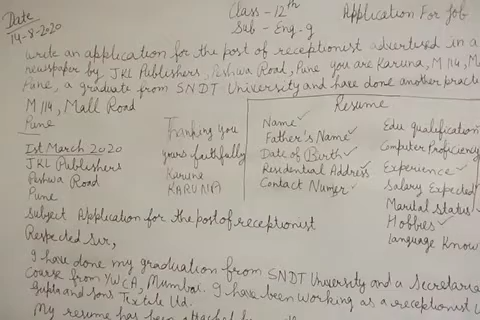 Date
14-8-2020
Class - 12th
Sub - Eng-g
Application For Job
write an application for the post of receptionist advertised in a
newspaper by JKL Publishers, Peshwa Road, Pune you are Karuna, M 114, M
Pune, a graduate from SNDT University and have done another practic
M 114, Mall Road
Pune
1st March 2020
JKL Publishers
Peshwa Road
Pune
Thanking you
yours faithfully
Karuna
KARUNA
Resume
Name
Father's Name
Date of Birth
Residential Address
Contact Numer
Edu qualification
Computer Proficiency
Experience
Salary Expected
Marital Status
Hobbies
Language Know
Subject Application for the post of receptionist
Respected Sir,
I have done my graduation from SNDT University and a Secretaria
Course from YWCA, Mumbai. I have been working as a receptionist
Gupta and Sons Textile Ltd.
My resume has been attached